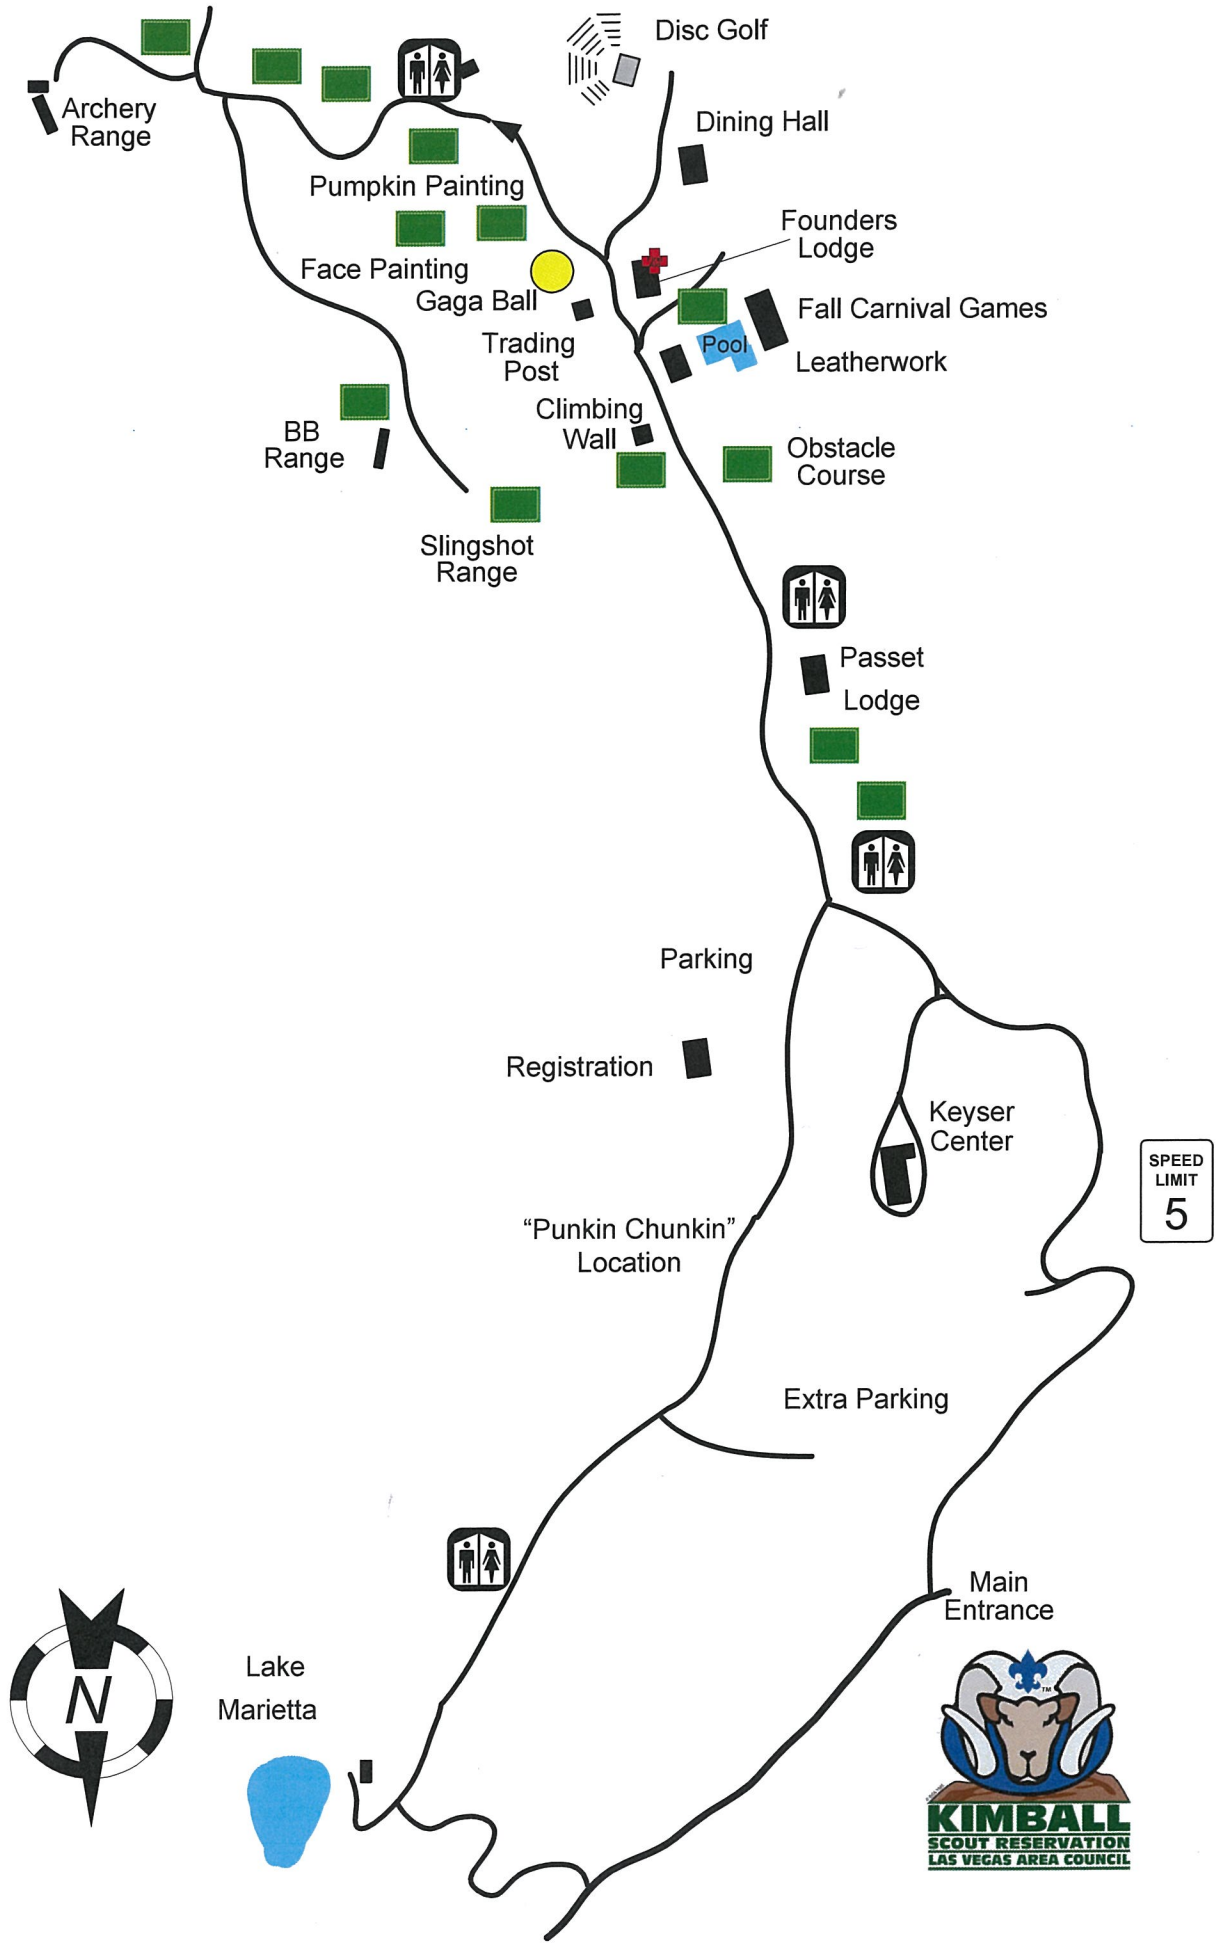 Disc Golf
Archery
Range
Dining Hall
Pumpkin Painting
Founders
Lodge
Face Painting
Gaga Ball
Fall Carnival Games
Trading
Post
Pool
Leatherwork
Climbing
Wall
BB
Range
Obstacle
Course
Slingshot
Range
Passet
Lodge
Parking
Registration
Keyser
Center
SPEED
LIMIT
5
“Punkin Chunkin”
Location
Extra Parking
Main
Entrance
N
Lake
Marietta
TM
KIMBALL
SCOUT RESERVATION
LAS VEGAS AREA COUNCIL